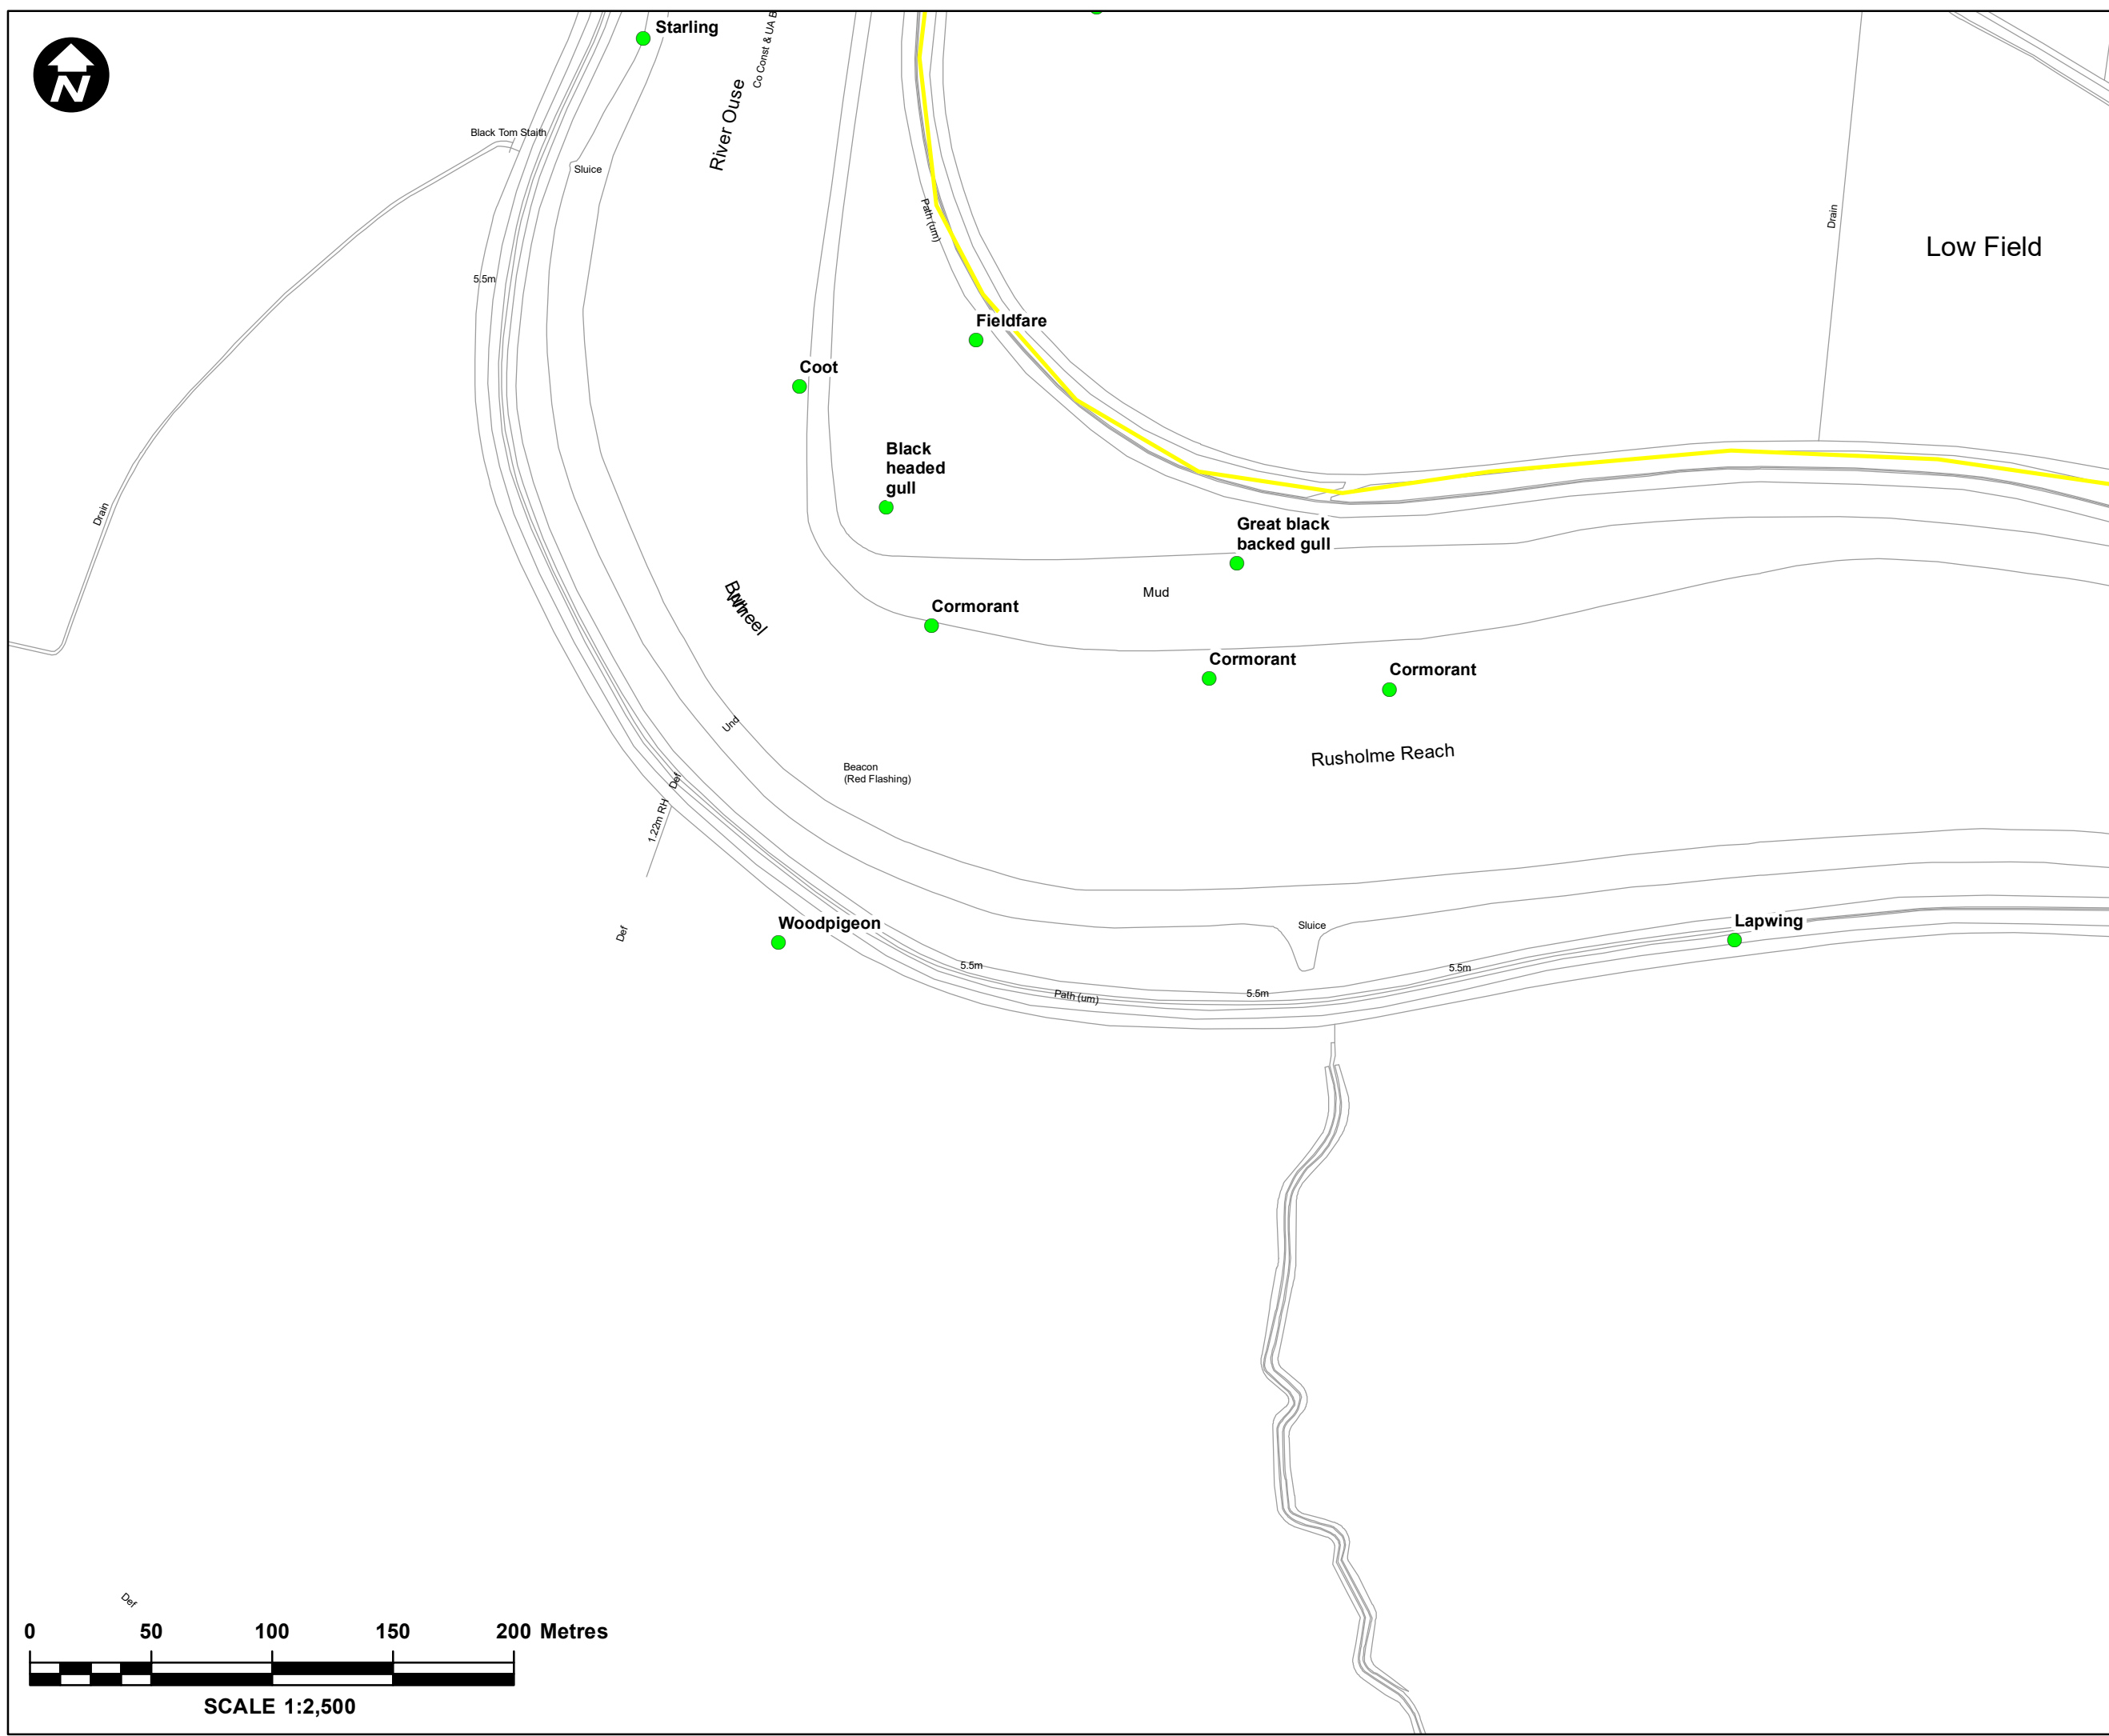 Starling
Co Const & UA B
River Ouse
N
Black Tom Staith
Sluice
Path (um)
Drain
Low Field
5.5m
Fieldfare
Coot
Black
headed
gull
Drain
Great black
backed gull
Mud
Wheel
Cormorant
Cormorant
Cormorant
Und
Rusholme Reach
Beacon
(Red Flashing)
Def
1.22m RH
Woodpigeon
Def
Sluice
Lapwing
5.5m
5.5m
5.5m
Path (um)
Def
0 50 100 150 200 Metres
SCALE 1:2,500